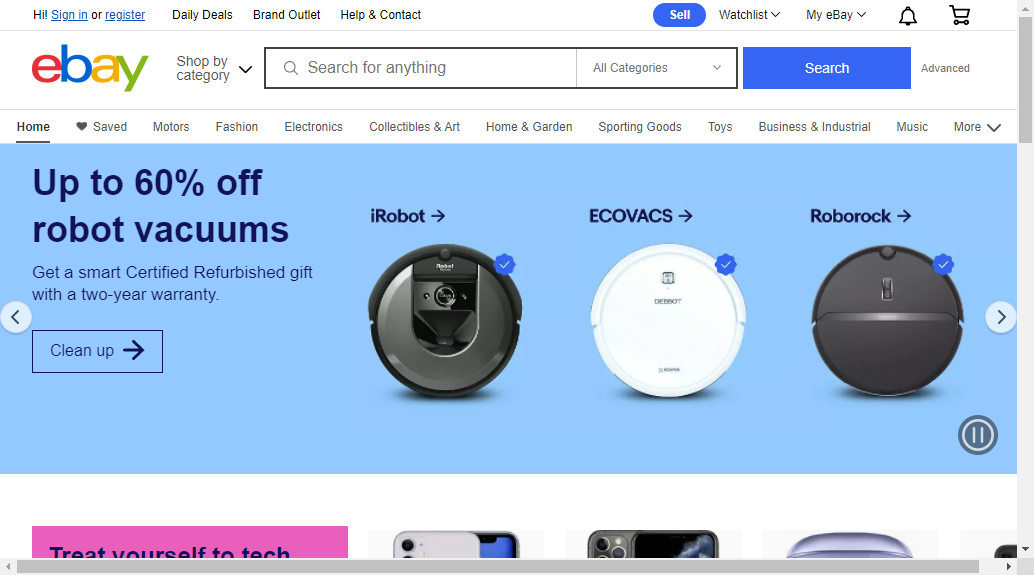 Hi! Sign in or register Daily Deals Brand Outlet Help & Contact Sell Watchlist My eBay
ebay Shop by category Search for anything All Categories Search Advanced
Home Saved Motors Fashion Electronics Collectibles & Art Home & Garden Sporting Goods Toys Business & Industrial Music More
Up to 60% off
robot vacuums
Get a smart Certified Refurbished gift
with a two-year warranty.
Clean up
iRobot ECOVACS Roborock
iRobot
CLEAN
DEEBOT
Treat yourself to tech